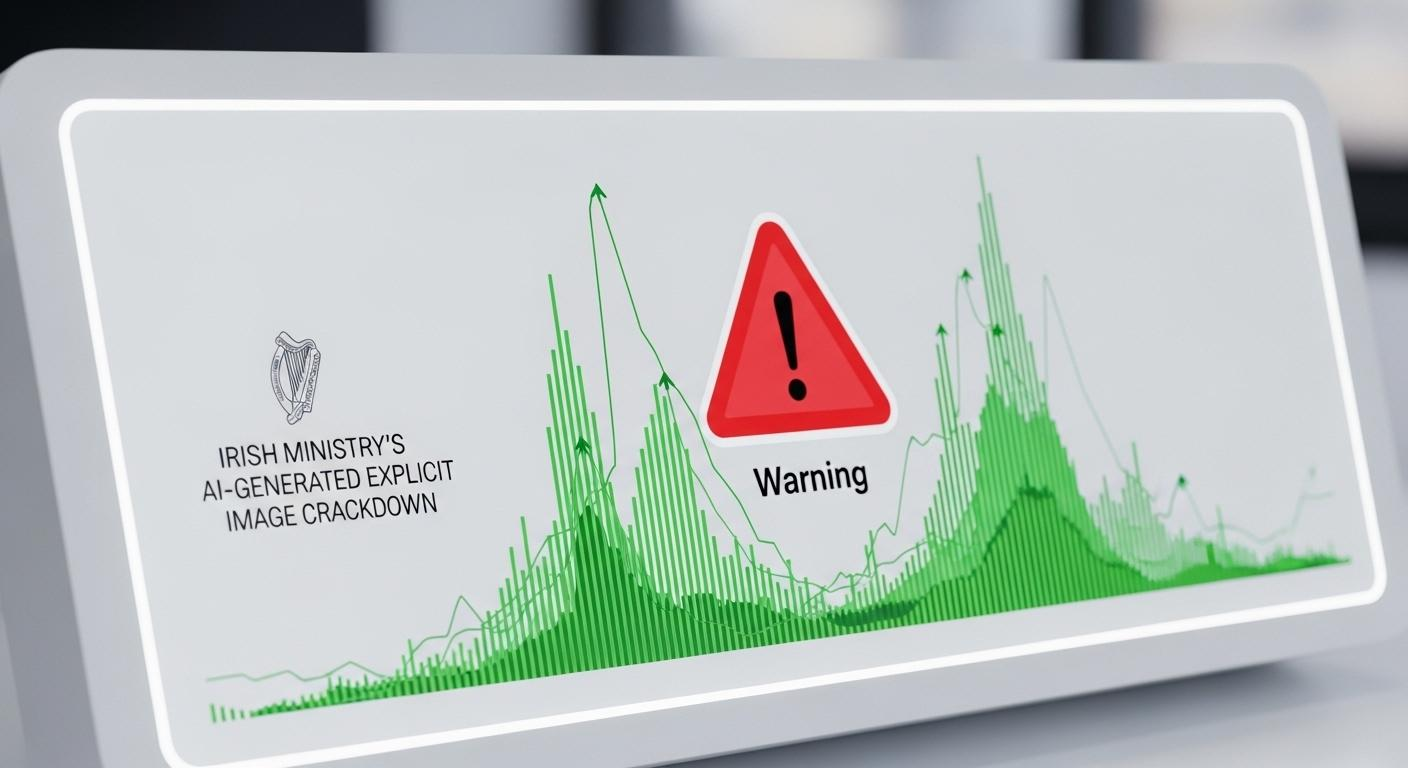 IRISH MINISTRY'S
AI-GENERATED EXPLICIT
IMAGE CRACKDOWN
Warning